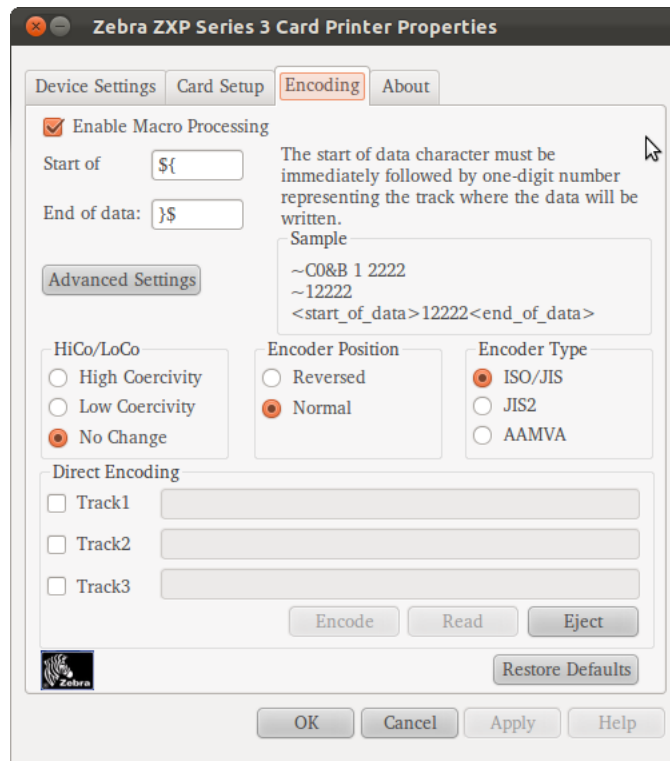 Zebra ZXP Series 3 Card Printer Properties
Device Settings Card Setup Encoding About
Enable Macro Processing
Start of ${
End of data: }$
The start of data character must be
immediately followed by one-digit number
representing the track where the data will be
written.
Sample
~C0&B 1 2222
~12222
<start_of_data>12222<end_of_data>
Advanced Settings
HiCo/LoCo
High Coercivity
Low Coercivity
No Change
Encoder Position
Reversed
Normal
Encoder Type
ISO/JIS
JIS2
AAMVA
Direct Encoding
Track1
Track2
Track3
Encode Read Eject
Zebra
Restore Defaults
OK Cancel Apply Help